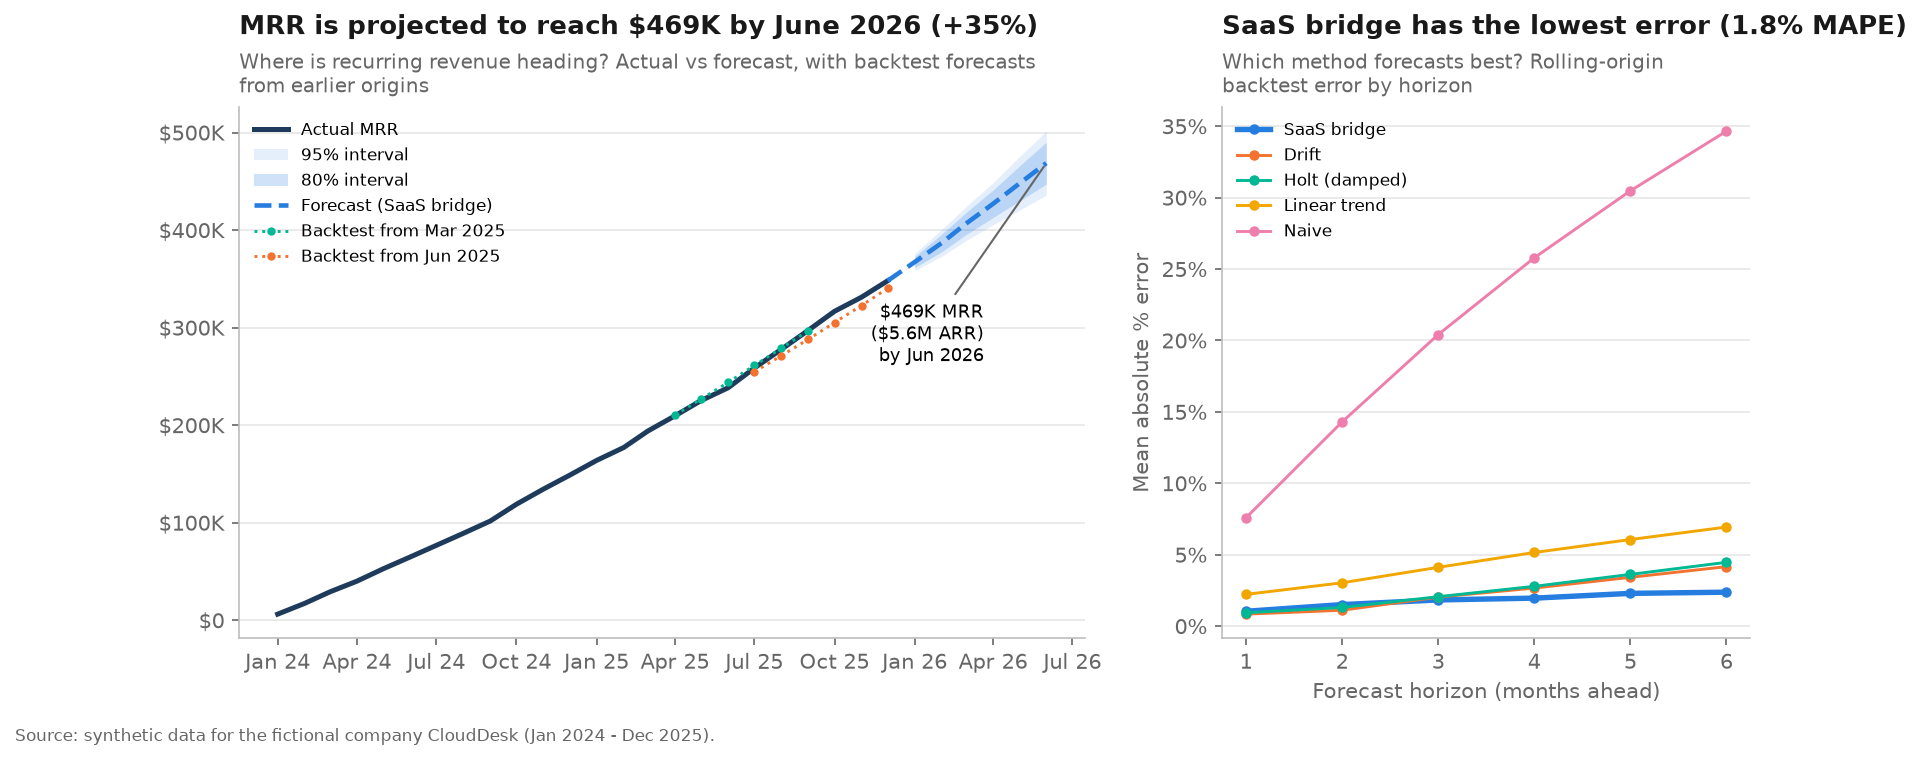 MRR is projected to reach $469K by June 2026 (+35%)
Where is recurring revenue heading? Actual vs forecast, with backtest forecasts
from earlier origins
Actual MRR
95% interval
80% interval
Forecast (SaaS bridge)
Backtest from Mar 2025
Backtest from Jun 2025
$500K
$400K
$300K
$200K
$100K
$0
$469K MRR
($5.6M ARR)
by Jun 2026
Jan 24 Apr 24 Jul 24 Oct 24 Jan 25 Apr 25 Jul 25 Oct 25 Jan 26 Apr 26 Jul 26
SaaS bridge has the lowest error (1.8% MAPE)
Which method forecasts best? Rolling-origin
backtest error by horizon
SaaS bridge
Drift
Holt (damped)
Linear trend
Naive
Mean absolute % error
35%
30%
25%
20%
15%
10%
5%
0%
1 2 3 4 5 6
Forecast horizon (months ahead)
Source: synthetic data for the fictional company CloudDesk (Jan 2024 - Dec 2025).